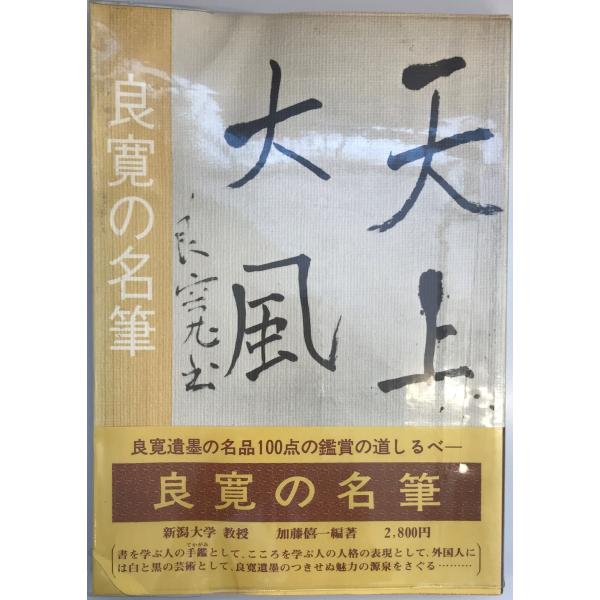 良寛の名筆
天上
大風
良寛書
良寛遺墨の名品100点の鑑賞の道しるべ—
良寛の名筆
新潟大学 教授　加藤僖一編著　2,800円
書を学ぶ人の手鑑として、こころを学ぶ人の人格の表現として、外国人に
てかがみ
は白と黒の芸術として、良寛遺墨のつきせぬ魅力の源泉をさぐる………